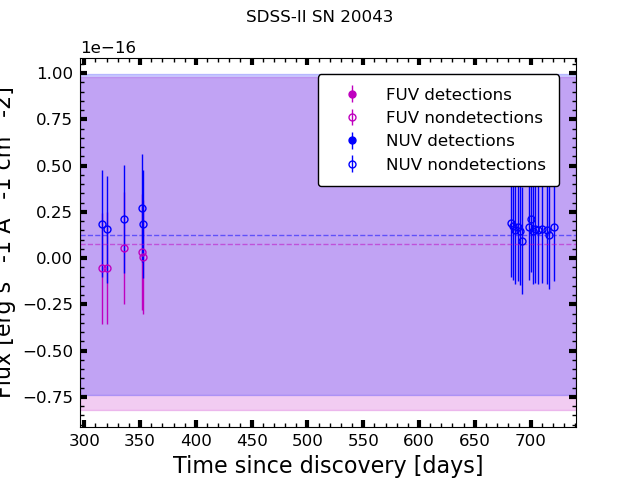 SDSS-II SN 20043
1e−16
Flux [erg s -1 A -1 cm -2]
1.00
0.75
0.50
0.25
0.00
−0.25
−0.50
−0.75
FUV detections
FUV nondetections
NUV detections
NUV nondetections
300 350 400 450 500 550 600 650 700
Time since discovery [days]